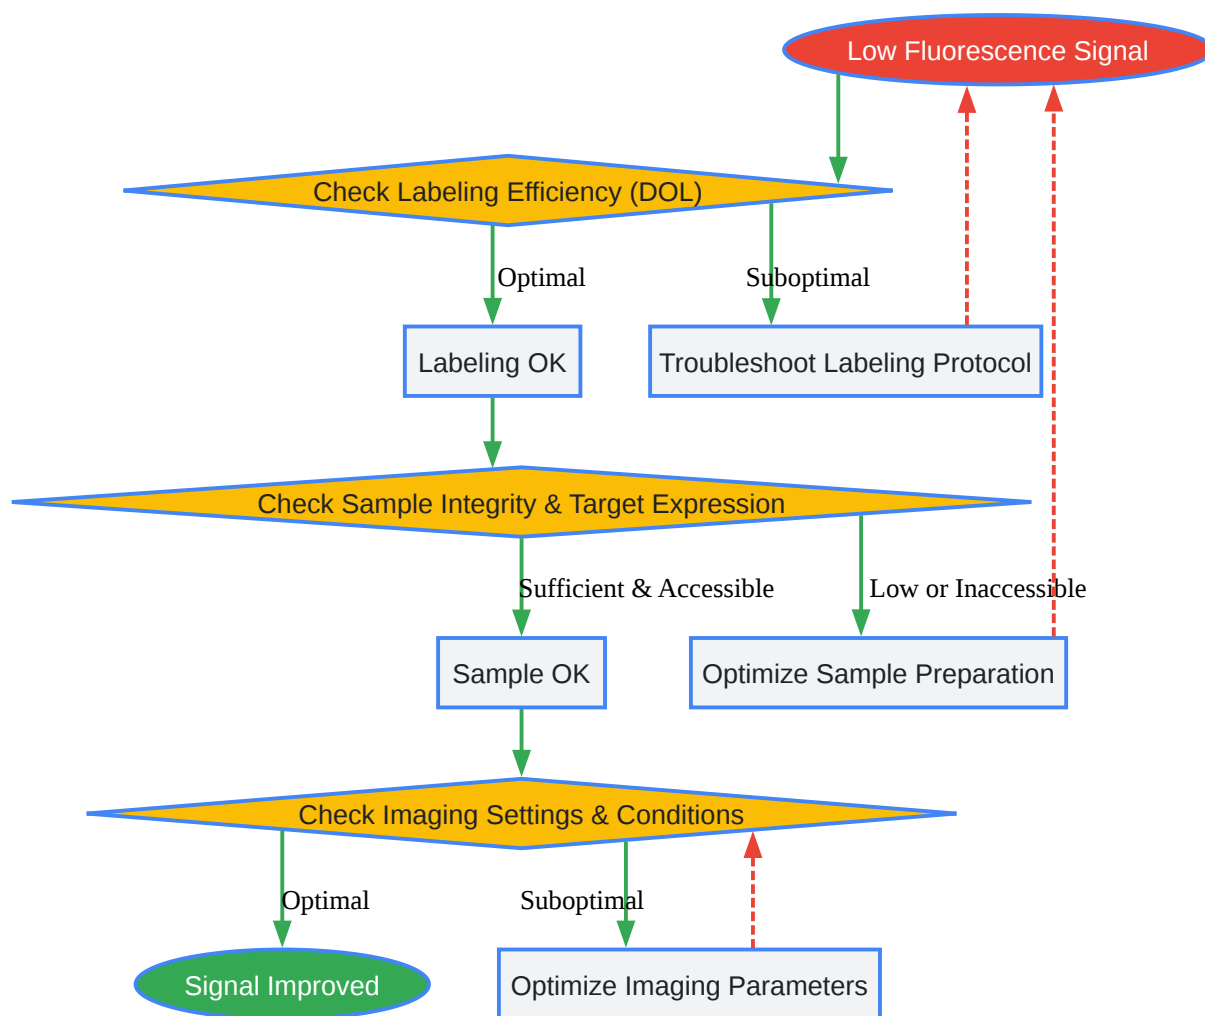 Low Fluorescence Signal
Check Labeling Efficiency (DOL)
Optimal
Suboptimal
Labeling OK
Troubleshoot Labeling Protocol
Check Sample Integrity & Target Expression
Sufficient & Accessible
Low or Inaccessible
Sample OK
Optimize Sample Preparation
Check Imaging Settings & Conditions
Optimal
Suboptimal
Signal Improved
Optimize Imaging Parameters